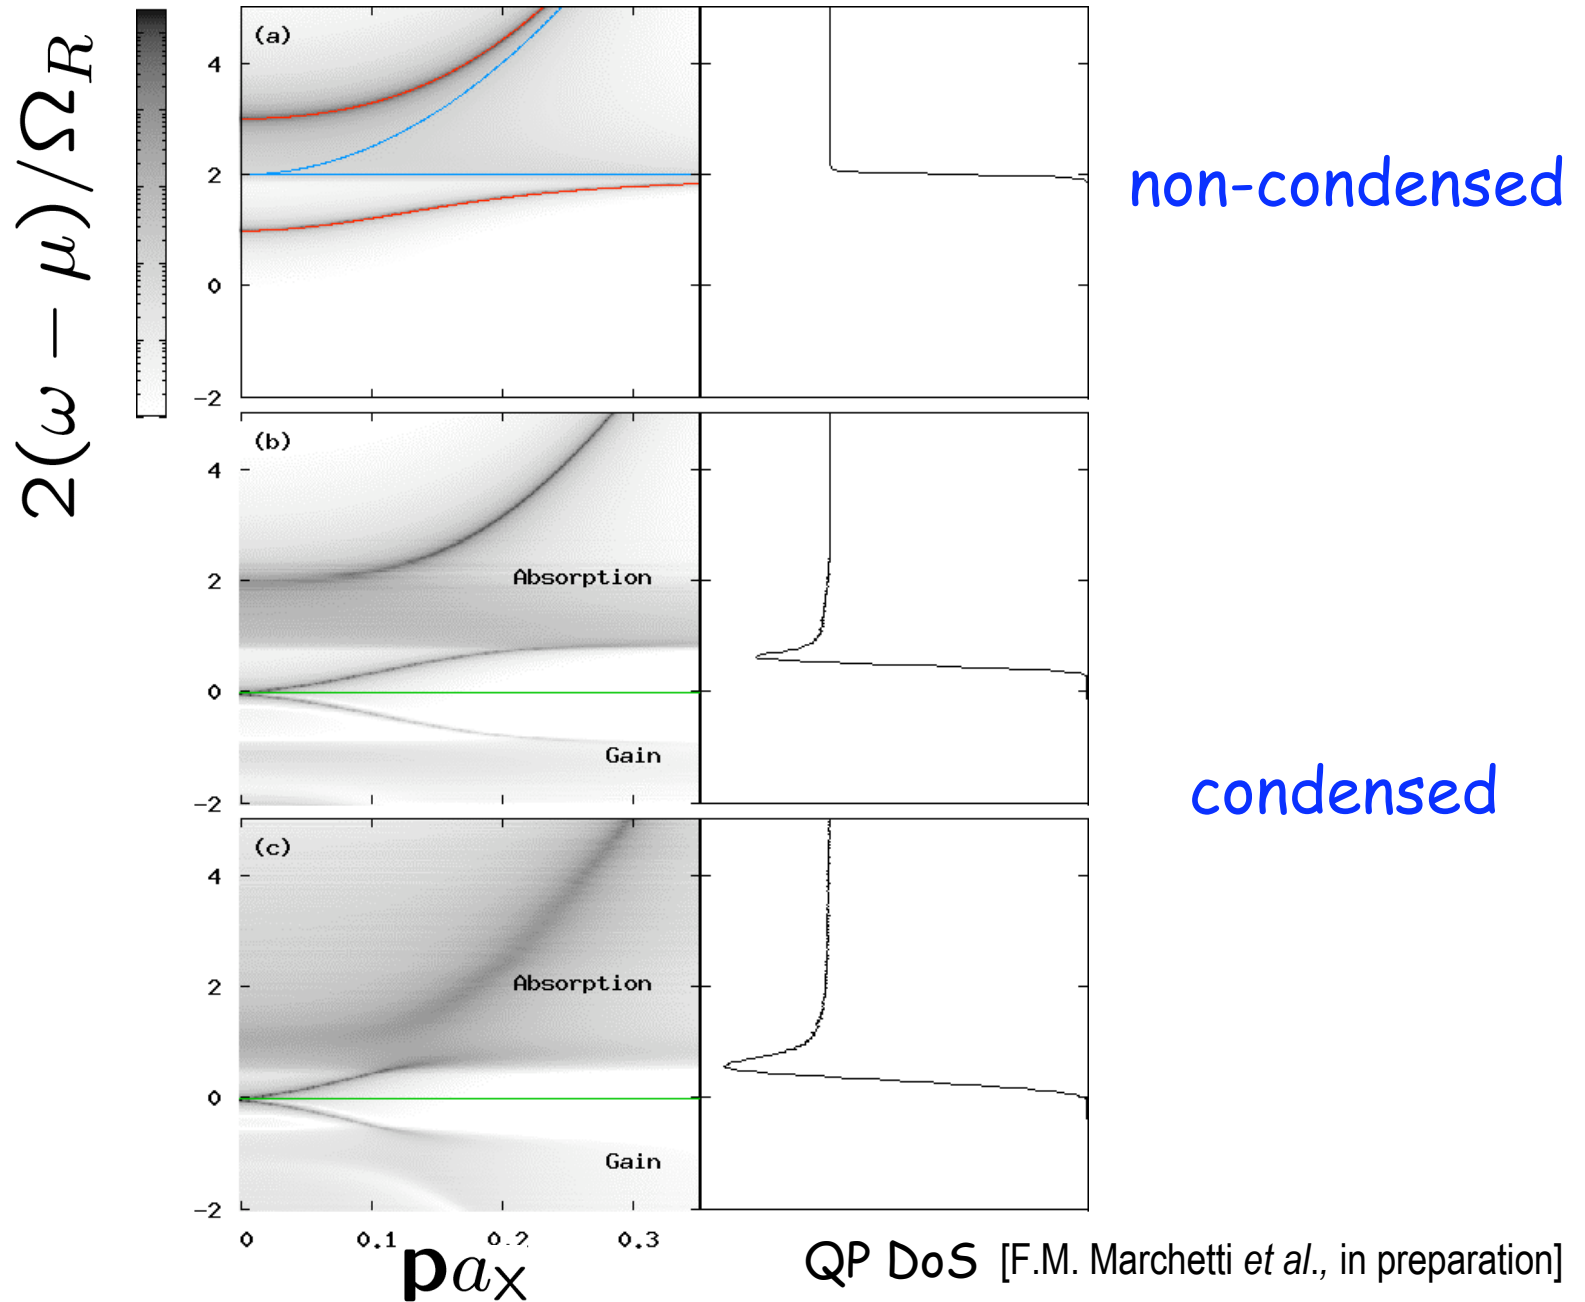 2(ω − μ)/Ω_R
(a)
4
2
0
−2
non-condensed
(b)
4
Absorption
2
0
Gain
−2
condensed
(c)
4
Absorption
2
0
Gain
−2
0 0.1 0.2 0.3
p a_X
QP DoS [F.M. Marchetti et al., in preparation]